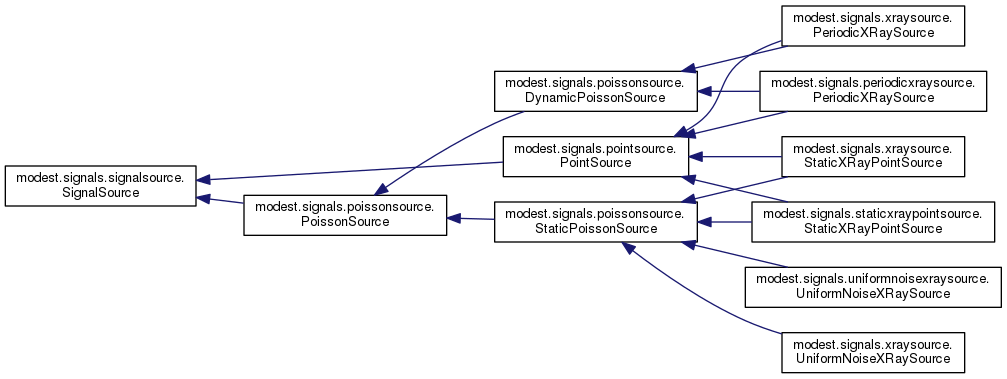 modest.signals.signalsource.
SignalSource
modest.signals.poissonsource.
PoissonSource
modest.signals.poissonsource.
DynamicPoissonSource
modest.signals.pointsource.
PointSource
modest.signals.poissonsource.
StaticPoissonSource
modest.signals.xraysource.
PeriodicXRaySource
modest.signals.periodicxraysource.
PeriodicXRaySource
modest.signals.xraysource.
StaticXRayPointSource
modest.signals.staticxraypointsource.
StaticXRayPointSource
modest.signals.uniformnoisexraysource.
UniformNoiseXRaySource
modest.signals.xraysource.
UniformNoiseXRaySource